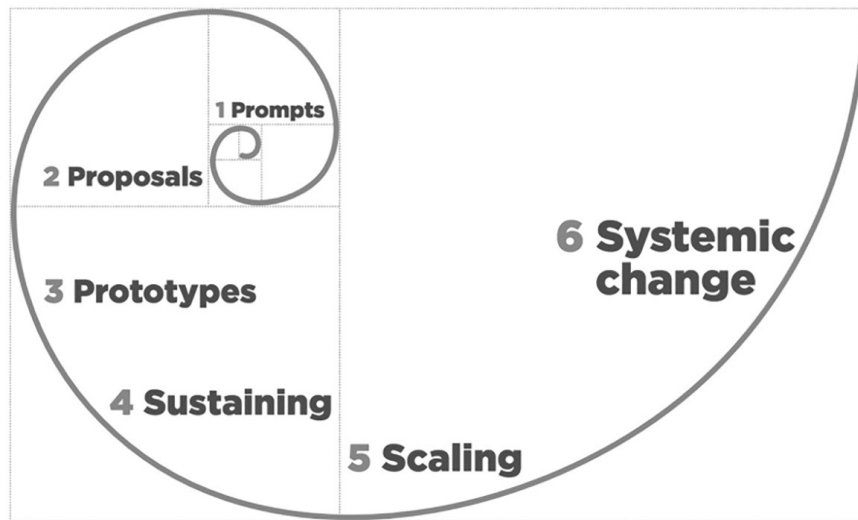 1 Prompts
2 Proposals
3 Prototypes
4 Sustaining
5 Scaling
6 Systemic
change